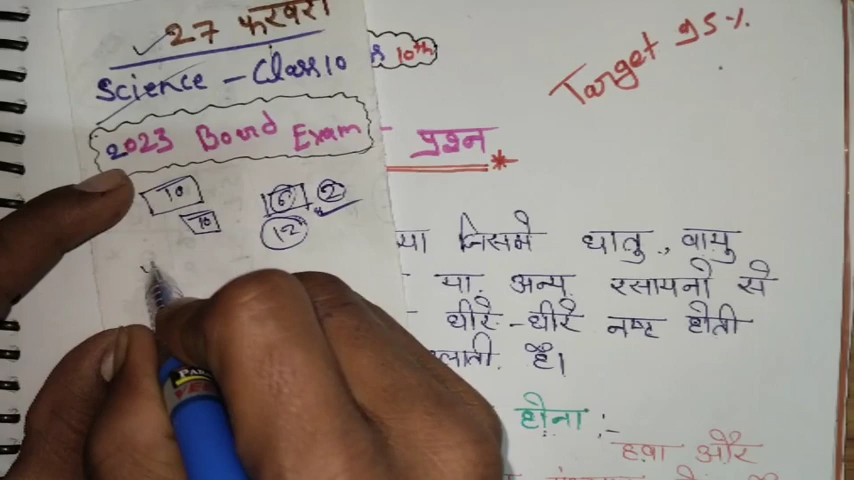 27 फरवरी
Science - Class 10
10th
2023 Board Exam
Target 95%
प्रश्न
10
10
6
2
12
या जिसमें धातु, वायु
या अन्य रसायनो से
धीरे-धीरे नष्ट होती
लाती है।
होना :-
हवा और